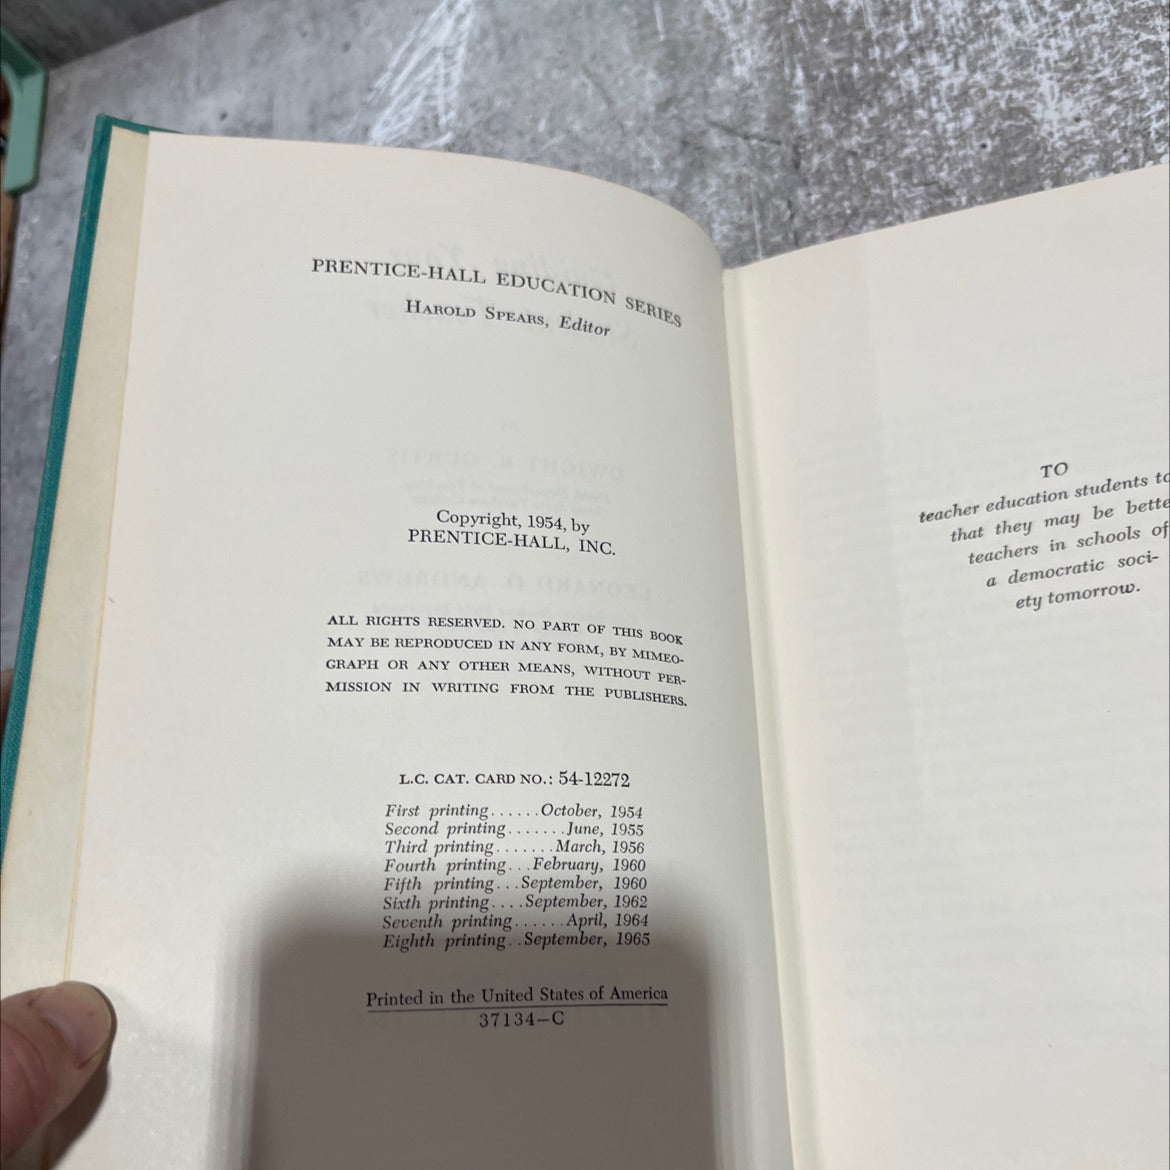 PRENTICE-HALL EDUCATION SERIES
HAROLD SPEARS, Editor
Copyright, 1954, by
PRENTICE-HALL, INC.
ALL RIGHTS RESERVED. NO PART OF THIS BOOK
MAY BE REPRODUCED IN ANY FORM, BY MIMEO-
GRAPH OR ANY OTHER MEANS, WITHOUT PER-
MISSION IN WRITING FROM THE PUBLISHERS.
L.C. CAT. CARD NO.: 54-12272
First printing......October, 1954
Second printing.......June, 1955
Third printing.......March, 1956
Fourth printing...February, 1960
Fifth printing...September, 1960
Sixth printing....September, 1962
Seventh printing......April, 1964
Eighth printing..September, 1965
Printed in the United States of America
37134-C
TO
teacher education students
that they may be
teachers in schools of
a democratic soci-
ety tomorrow.